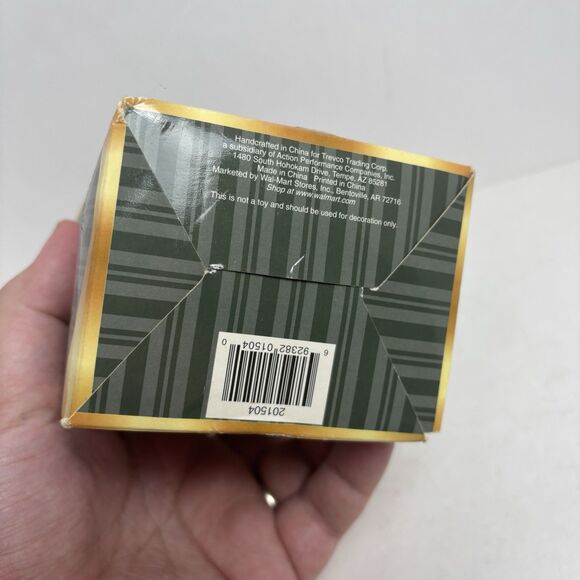 Handcrafted in China for Trevco Trading Corp.
a subsidiary of Action Performance Companies, Inc.
1480 South Hohokam Drive, Tempe, AZ 85281
Made in China Printed in China
Marketed by Wal-Mart Stores, Inc., Bentoville, AR 72716
Shop at www.walmart.com
This is not a toy and should be used for decoration only.
201504
6 92382 01504 0